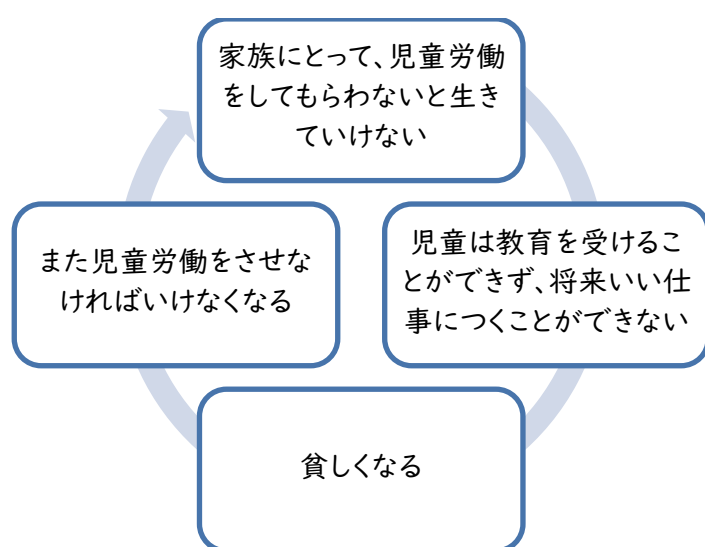 家族にとって、児童労働
をしてもらわないと生き
ていけない
児童は教育を受けるこ
とができず、将来いい仕
事につくことができない
貧しくなる
また児童労働をさせな
ければいけなくなる